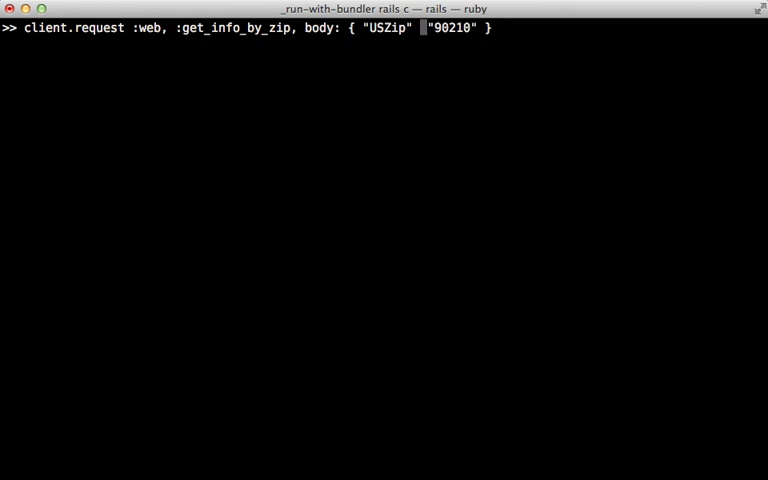 _run-with-bundler rails c — rails — ruby
>> client.request :web, :get_info_by_zip, body: { "USZip" "90210" }